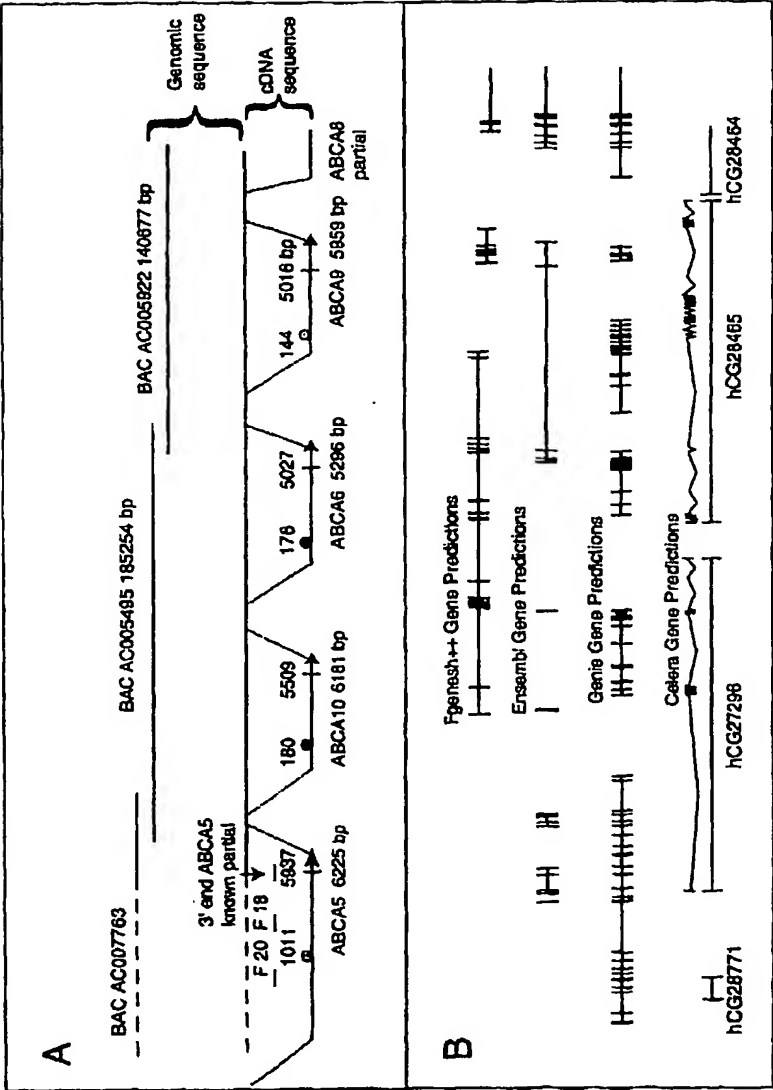 A
Genomic
sequence
cDNA
sequence
BAC AC007763
BAC AC005495 185254 bp
BAC AC005922 140677 bp
3' end ABCA5
known partial
F 20 F 18
1011
5937
180
5509
176
5027
144
5016 bp
ABCA5 6225 bp
ABCA10 6181 bp
ABCA6 5296 bp
ABCA9 5959 bp
ABCA8
partial
B
Fgenesh++ Gene Predictions
Ensembl Gene Predictions
Genie Gene Predictions
Celera Gene Predictions
hCG28771
hCG27298
hCG28465
hCG28464